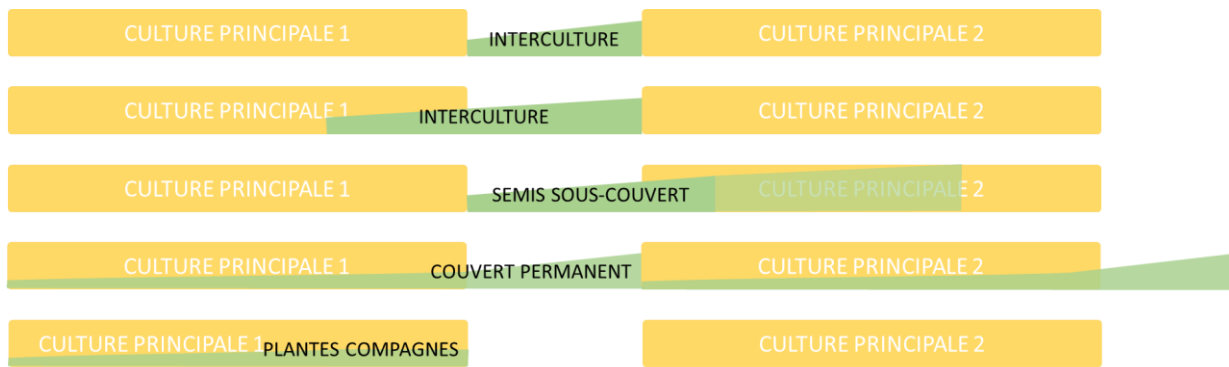 CULTURE PRINCIPALE 1 INTERCULTURE CULTURE PRINCIPALE 2
CULTURE PRINCIPALE 1 INTERCULTURE CULTURE PRINCIPALE 2
CULTURE PRINCIPALE 1 SEMIS SOUS-COUVERT CULTURE PRINCIPALE 2
CULTURE PRINCIPALE 1 COUVERT PERMANENT CULTURE PRINCIPALE 2
CULTURE PRINCIPALE 1 PLANTES COMPAGNES CULTURE PRINCIPALE 2